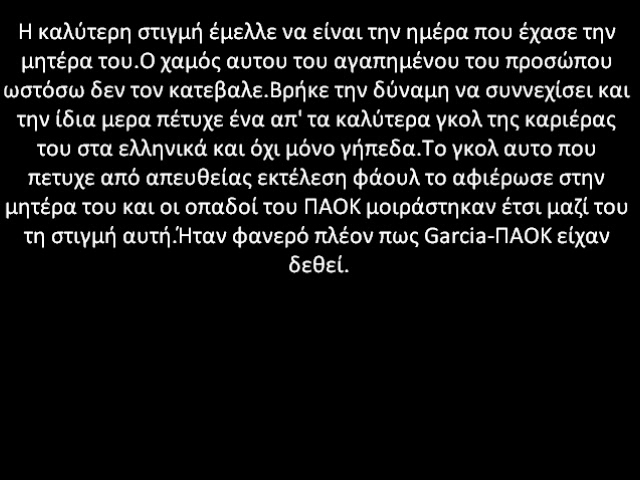 Η καλύτερη στιγμή έμελλε να είναι την ημέρα που έχασε την
μητέρα του.Ο χαμός αυτου του αγαπημένου του προσώπου
ωστόσω δεν τον κατεβαλε.Βρήκε την δύναμη να συννεχίσει και
την ίδια μερα πέτυχε ένα απ' τα καλύτερα γκολ της καριέρας
του στα ελληνικά και όχι μόνο γήπεδα.Το γκολ αυτο που
πετυχε από απευθείας εκτέλεση φάουλ το αφιέρωσε στην
μητέρα του και οι οπαδοί του ΠΑΟΚ μοιράστηκαν έτσι μαζί του
τη στιγμή αυτή.Ήταν φανερό πλέον πως Garcia-ΠΑΟΚ είχαν
δεθεί.